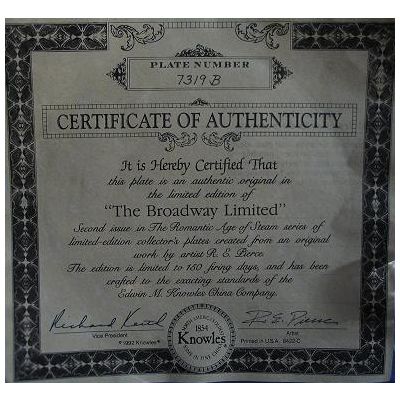 PLATE NUMBER
7319 B
CERTIFICATE OF AUTHENTICITY
It is Hereby Certified That
this plate is an authentic original in
the limited edition of
"The Broadway Limited"
Second issue in The Romantic Age of Steam series of
limited-edition collector's plates created from an original
work by artist R. E. Pierce
The edition is limited to 150 firing days, and has been
crafted to the exacting standards of the
Edwin M. Knowles China Company.
R. E. Pierce
Vice President
Artist
©1992 Knowles
1854
Knowles
Printed in U.S.A. 8422-C